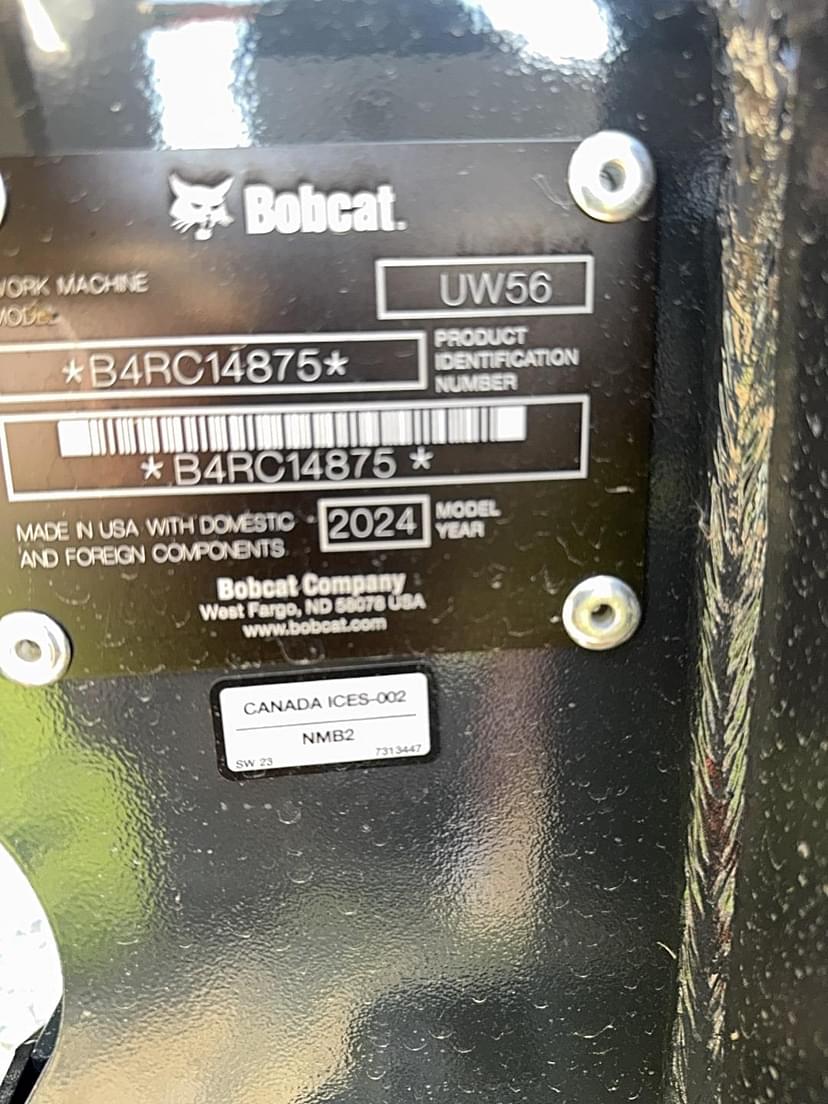 Bobcat.
WORK MACHINE
MODEL
UW56
*B4RC14875*
PRODUCT
IDENTIFICATION
NUMBER
*B4RC14875*
MADE IN USA WITH DOMESTIC
AND FOREIGN COMPONENTS
2024
MODEL
YEAR
Bobcat Company
West Fargo, ND 58078 USA
www.bobcat.com
CANADA ICES-002
NMB2
SW 23
7313447